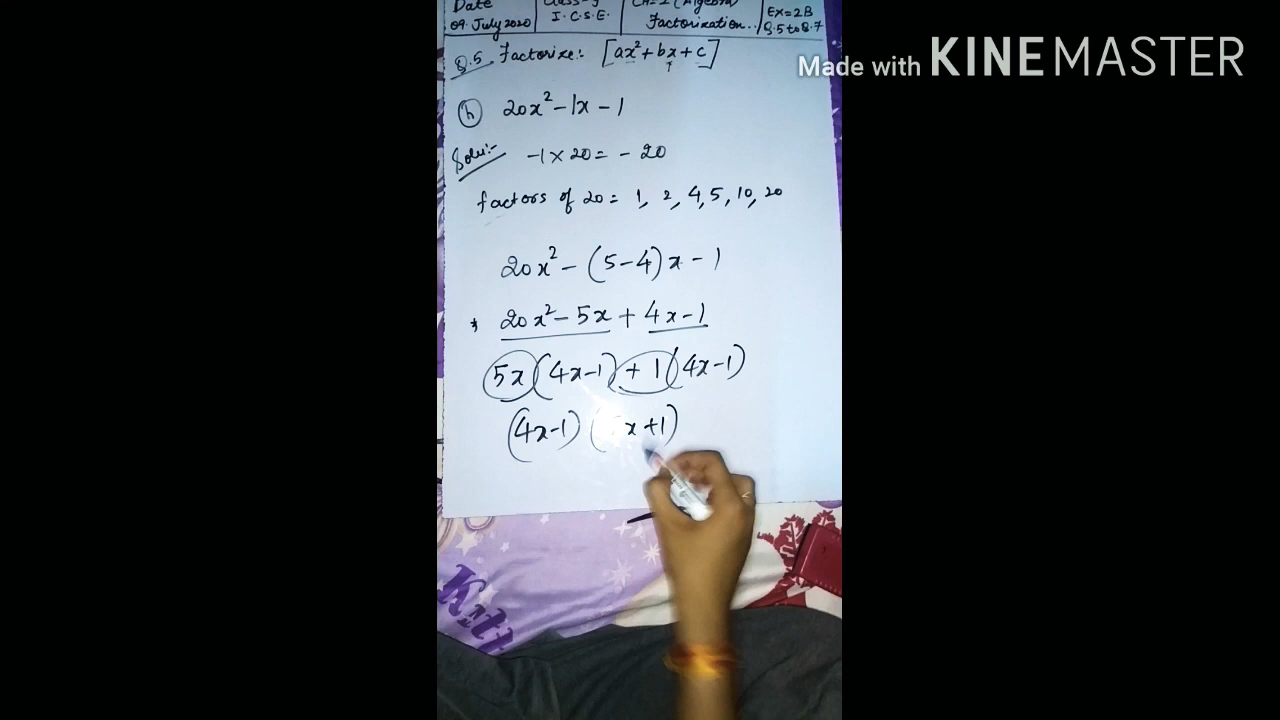 Made with KINEMASTER
Date
09 July 2020
I.C.S.E.
Factorization..
Ex=2B
Q.5 to Q.7
Q.5 Factorize:- [ax²+bx+c]
(h) 20x²-1x-1
Solu:- -1×20=-20
factors of 20= 1, 2, 4, 5, 10, 20
20x²-(5-4)x-1
20x²-5x+4x-1
5x(4x-1)+1(4x-1)
(4x-1)( x+1)